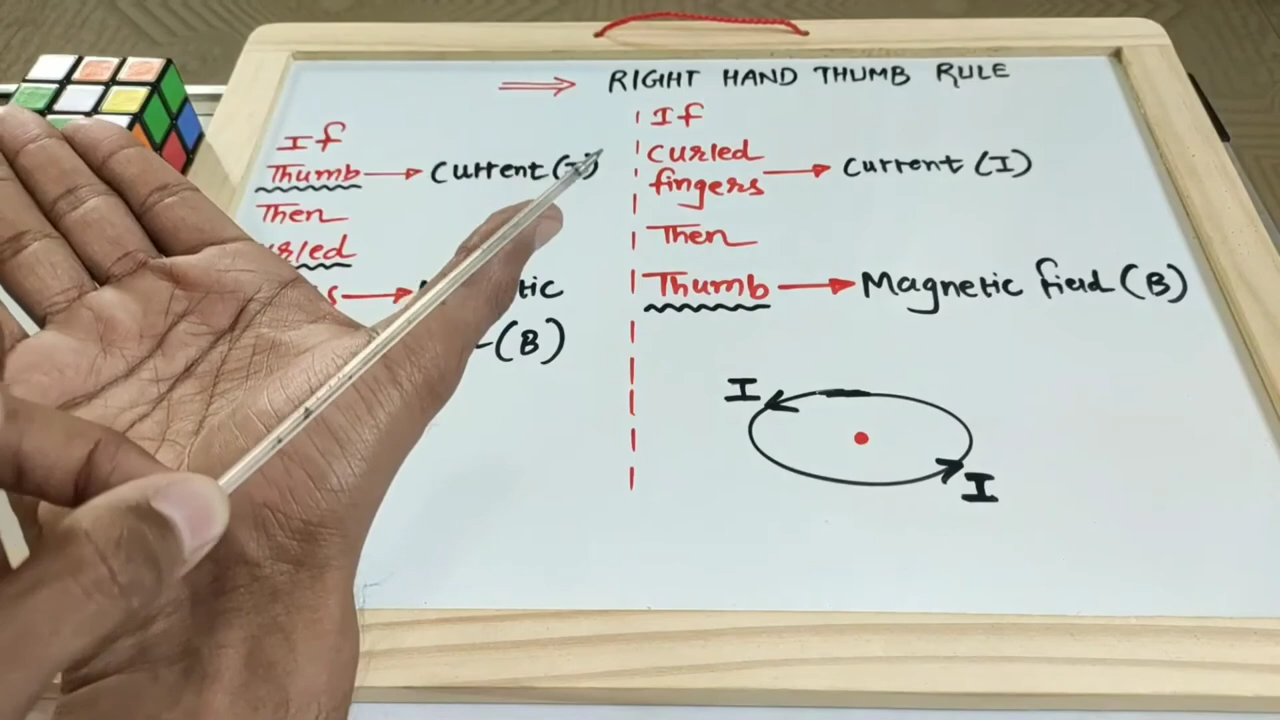 ⇒ RIGHT HAND THUMB RULE
If
Thumb → Current (I)
Then
If
Curled
fingers → Current (I)
Then
Thumb → Magnetic field (B)
(B)
I
I